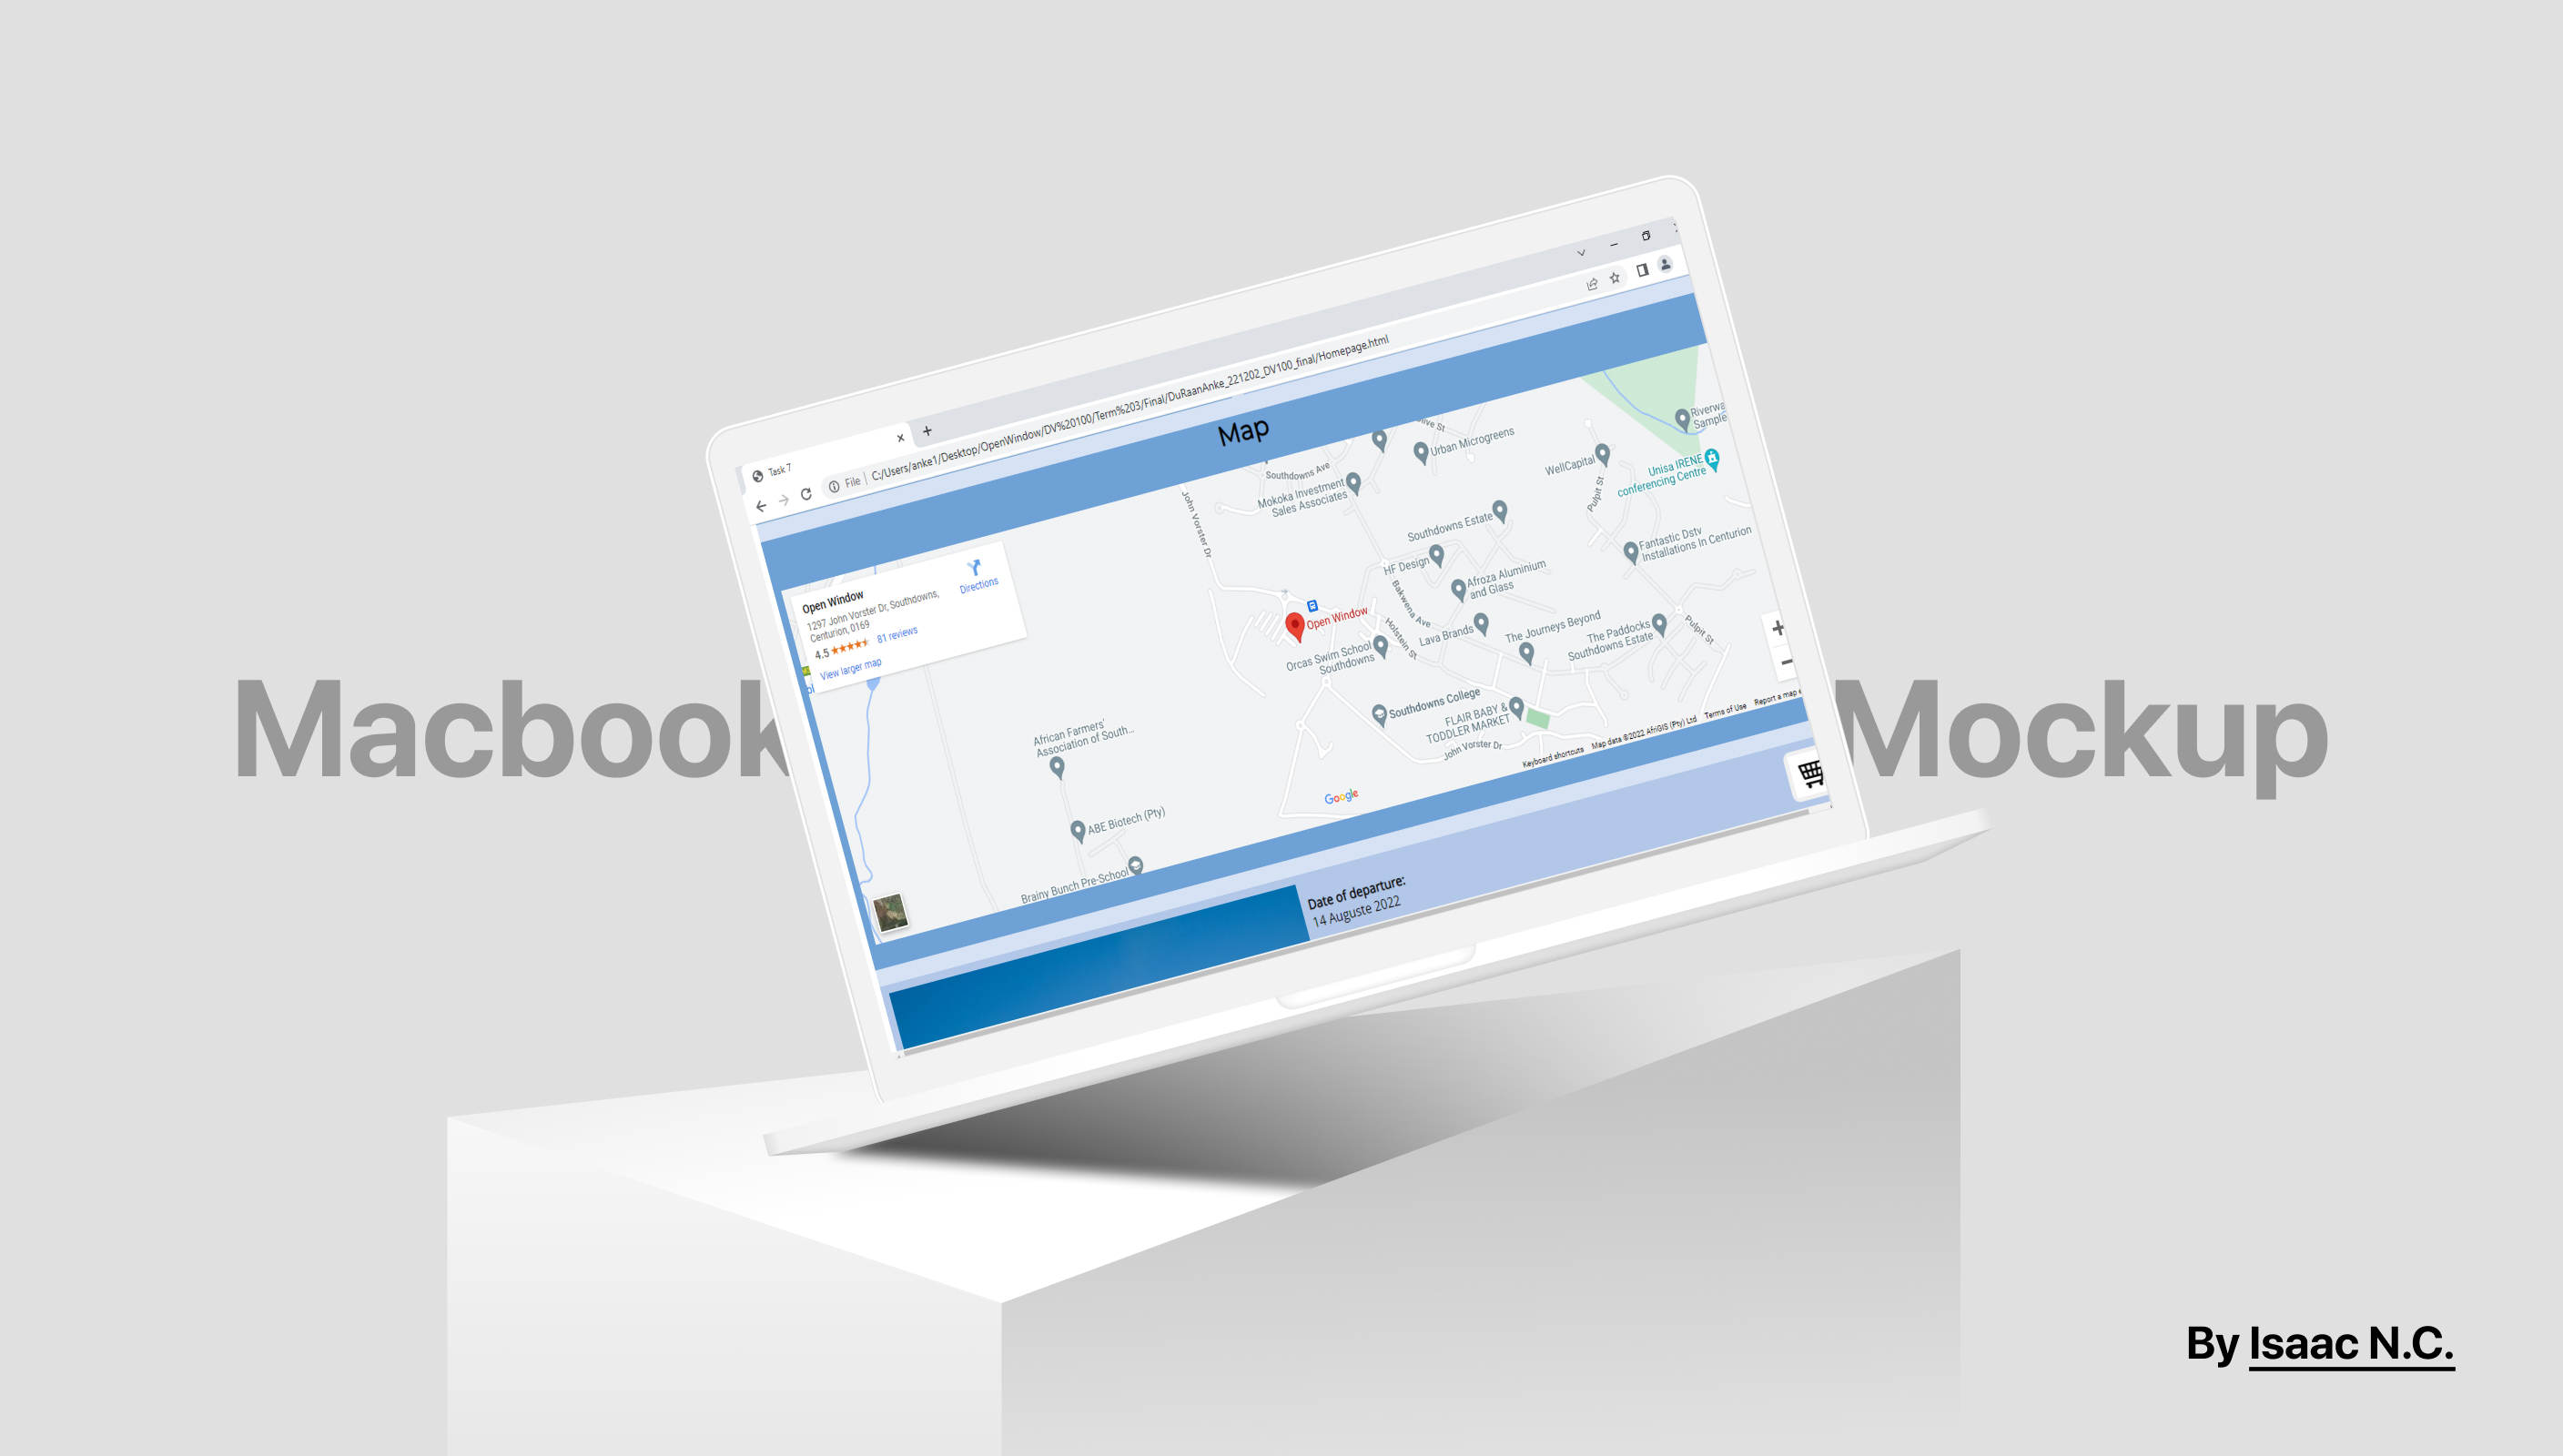 Macbook Mockup
Task 7
File
C:/Users/anke1/Desktop/OpenWindow/DV%20100/Term%203/Final/DuRaanAnke_221202_DV100_final/Homepage.html
Map
Open Window
1297 John Vorster Dr, Southdowns,
Centurion, 0169
4.5
81 reviews
View larger map
Directions
John Vorster Dr
Southdowns Ave
Mokoka Investment
Sales Associates
Urban Microgreens
WellCapital
Pulpit St
Unisa IRENE
conferencing Centre
Sample
Southdowns Estate
Fantastic Dstv
Installations In Centurion
HF Design
Afroza Aluminium
and Glass
Bakwena Ave
Open Window
Holstein St
Lava Brands
The Journeys Beyond
The Paddocks
Southdowns Estate
Pulpit St
Orcas Swim School
Southdowns
Southdowns College
FLAIR BABY &
TODDLER MARKET
John Vorster Dr
African Farmers'
Association of South...
ABE Biotech (Pty)
Brainy Bunch Pre-School
Google
Keyboard shortcuts
Map data ©2022 AfriGIS (Pty) Ltd
Terms of Use
Report a map
Date of departure:
14 Auguste 2022
By Isaac N.C.